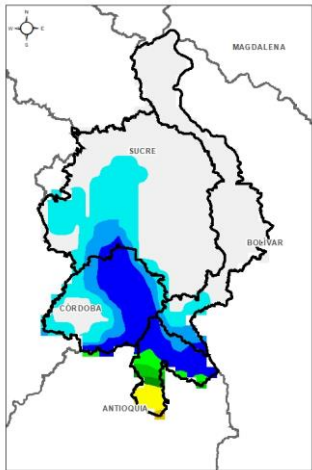 N
W E
S
MAGDALENA
SUCRE
BOLÍVAR
CÓRDOBA
ANTIOQUIA